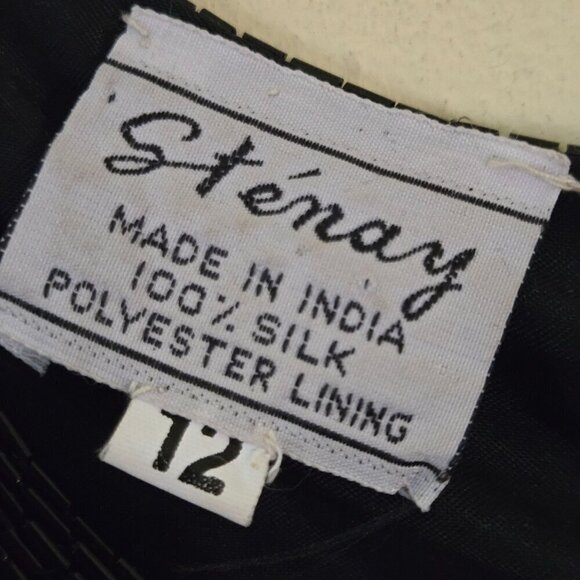 Sténay
MADE IN INDIA
100% SILK
POLYESTER LINING
12